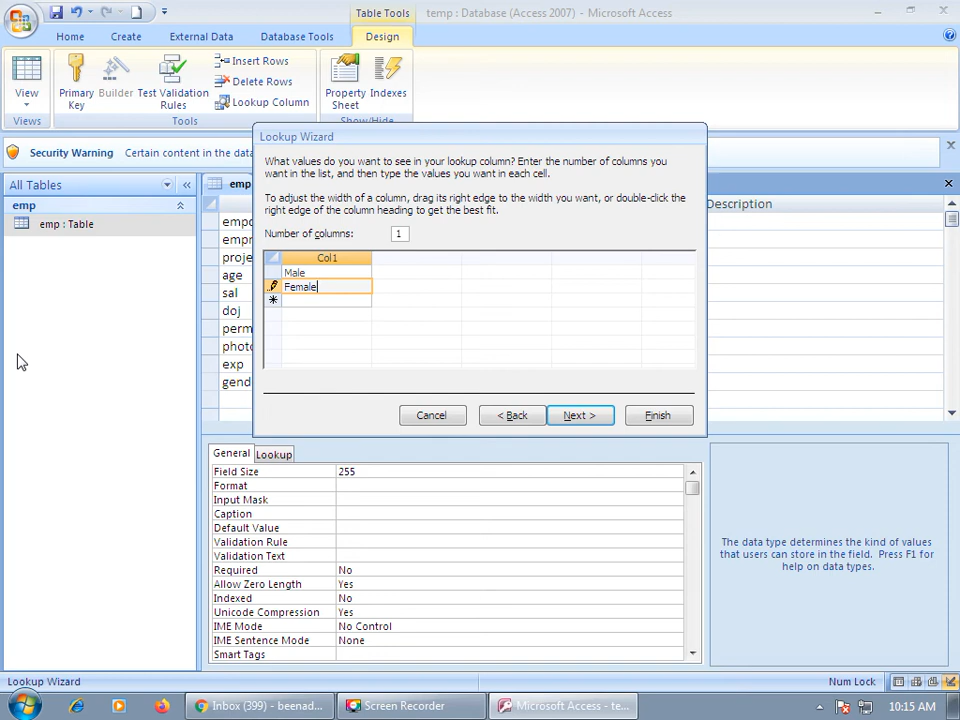 Table Tools
temp : Database (Access 2007) - Microsoft Access
Home
Create
External Data
Database Tools
Design
View
Primary Key
Builder
Test Validation Rules
Insert Rows
Delete Rows
Lookup Column
Property Sheet
Indexes
Views
Tools
Show/Hide
Security Warning
Certain content in the data
All Tables
emp
emp : Table
emp
Description
proje
age
sal
doj
perm
photo
exp
gend
Lookup Wizard
What values do you want to see in your lookup column? Enter the number of columns you
want in the list, and then type the values you want in each cell.
To adjust the width of a column, drag its right edge to the width you want, or double-click the
right edge of the column heading to get the best fit.
Number of columns:
1
Col1
Male
Female
Cancel
< Back
Next >
Finish
General
Lookup
Field Size
255
Format
Input Mask
Caption
Default Value
Validation Rule
Validation Text
Required
No
Allow Zero Length
Yes
Indexed
No
Unicode Compression
Yes
IME Mode
No Control
IME Sentence Mode
None
Smart Tags
The data type determines the kind of values
that users can store in the field. Press F1 for
help on data types.
Lookup Wizard
Num Lock
Inbox (399) - beenad...
Screen Recorder
Microsoft Access - te...
10:15 AM